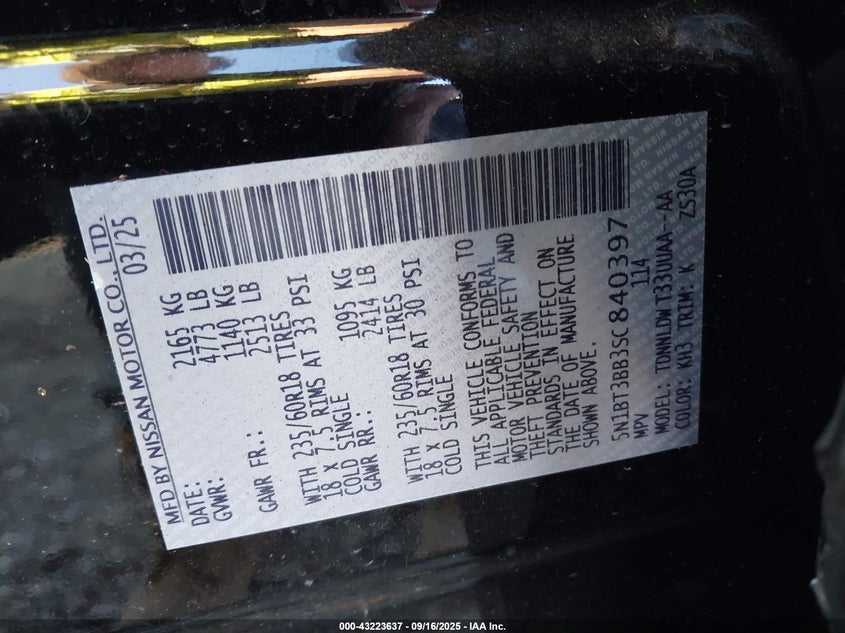 MFD BY NISSAN MOTOR CO., LTD.
DATE: 03/25
GVWR: 2165 KG
4773 LB
GAWR FR.: 1140 KG
2513 LB
WITH 235/60R18 TIRES
18 X 7.5 RIMS AT 33 PSI
COLD SINGLE
GAWR RR.: 1095 KG
2414 LB
WITH 235/60R18 TIRES
18 X 7.5 RIMS AT 30 PSI
COLD SINGLE
THIS VEHICLE CONFORMS TO
ALL APPLICABLE FEDERAL
MOTOR VEHICLE SAFETY AND
THEFT PREVENTION
STANDARDS IN EFFECT ON
THE DATE OF MANUFACTURE
SHOWN ABOVE.
5N1BT3BB3SC840397
MPV 114
MODEL: TDNNLDWT33UUAA--AA
COLOR: KH3 TRIM: K ZS30A
000-43223637 - 09/16/2025 - IAA Inc.